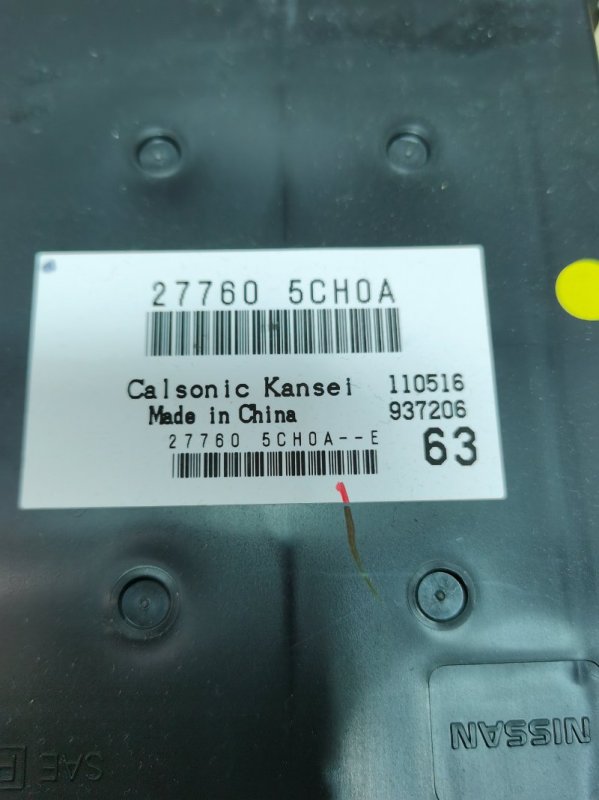 27760 5CH0A
Calsonic Kansei 110516
Made in China 937206
27760 5CH0A--E 63
NISSAN
SAE E